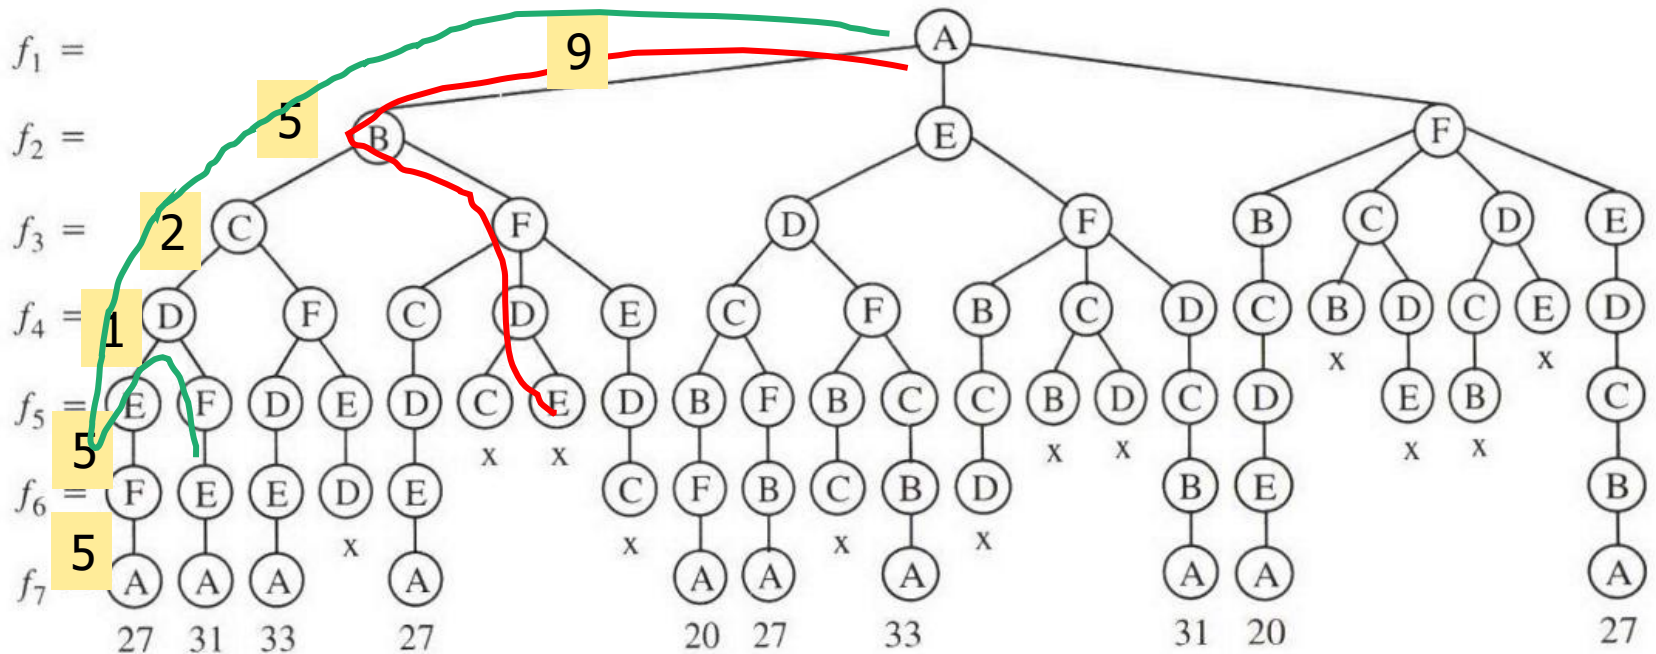 f₁ = 9 A
f₂ = 5 B E F
f₃ = 2 C F D F B C D E
f₄ = 1 D F C D E C F B C D C B D C E D
f₅ = E F D E D C E D B F B C C B D C D E B C
x x x x x x
f₆ = 5 F E E D E C F B C B D B E B
x x x x x x
f₇ 5 A A A A A A A A A A
27 31 33 27 20 27 33 31 20 27